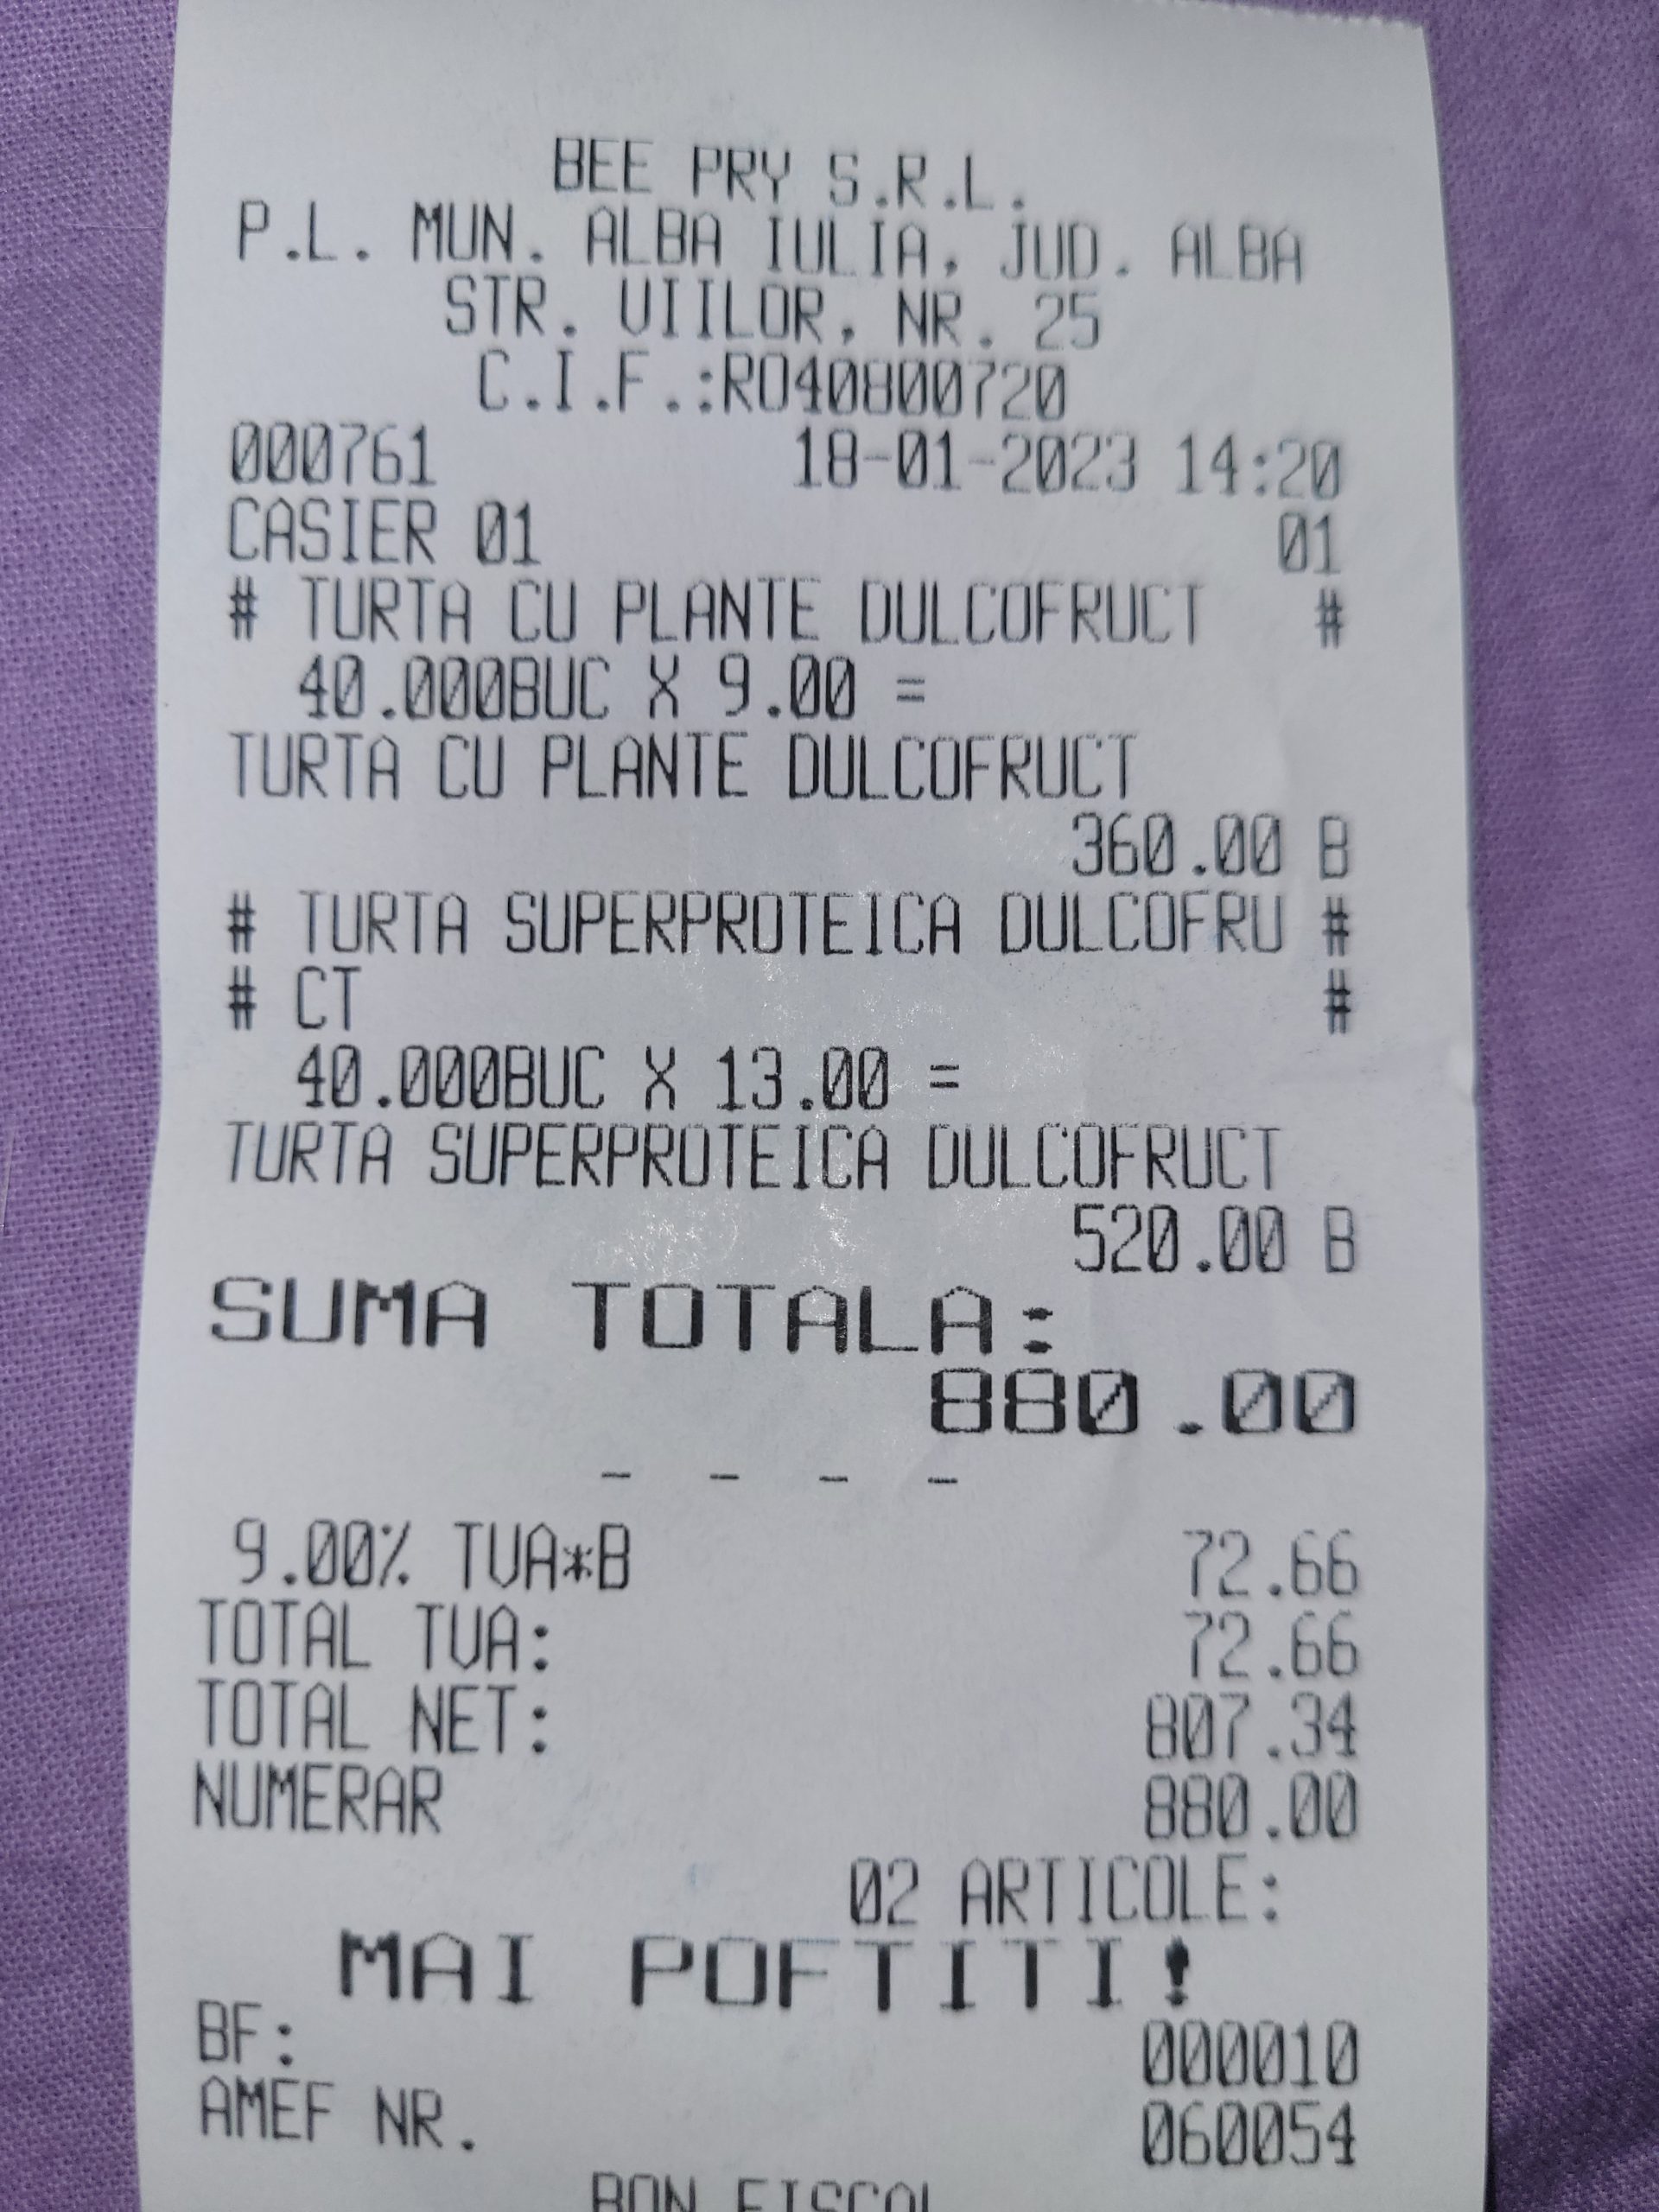 BEE PRY S.R.L.
P.L. MUN. ALBA IULIA, JUD. ALBA
STR. VIILOR, NR. 25
C.I.F.:RO40800720
000761 18-01-2023 14:20
CASIER 01 01
# TURTA CU PLANTE DULCOFRUCT #
40.000BUC X 9.00 =
TURTA CU PLANTE DULCOFRUCT
360.00 B
# TURTA SUPERPROTEICA DULCOFRU #
# CT #
40.000BUC X 13.00 =
TURTA SUPERPROTEICA DULCOFRUCT
520.00 B
SUMA TOTALA:
880.00
- - - -
9.00% TVA*B 72.66
TOTAL TVA: 72.66
TOTAL NET: 807.34
NUMERAR 880.00
02 ARTICOLE:
MAI POFTITI!
BF: 000010
AMEF NR. 060054
BON FISCAL